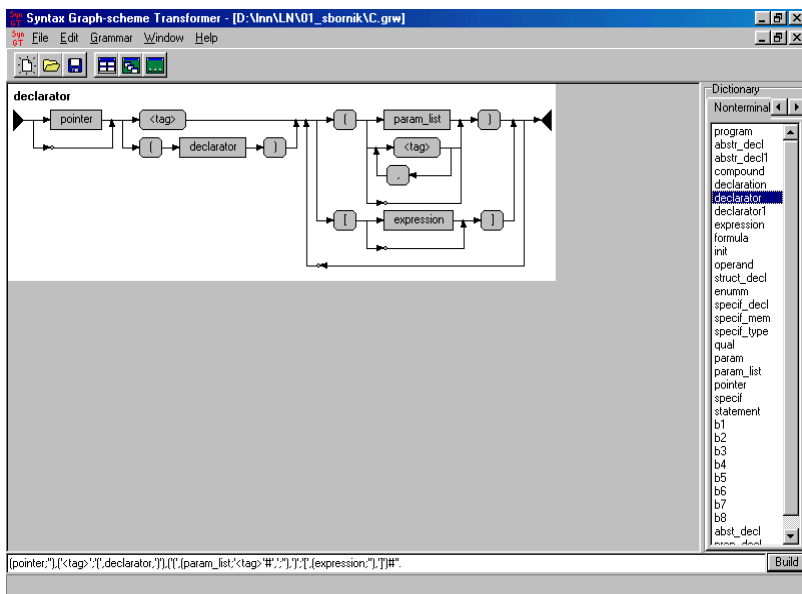 Syntax Graph-scheme Transformer - [D:\Inn\LN\01_sbornik\C.grw]
File Edit Grammar Window Help
declarator
pointer <tag> ( param_list )
( declarator ) <tag>
,
[ expression ]
Dictionary
Nonterminal
program
abstr_decl
abstr_decl1
compound
declaration
declarator
declarator1
expression
formula
init
operand
struct_decl
enumm
specif_decl
specif_mem
specif_type
qual
param
param_list
pointer
specif
statement
b1
b2
b3
b4
b5
b6
b7
b8
abst_decl
(pointer;''),('<tag>';'(',declarator,')'),('(',(param_list;'<tag>'#',';''),')';'[',(expression;''),']')#''.
Build